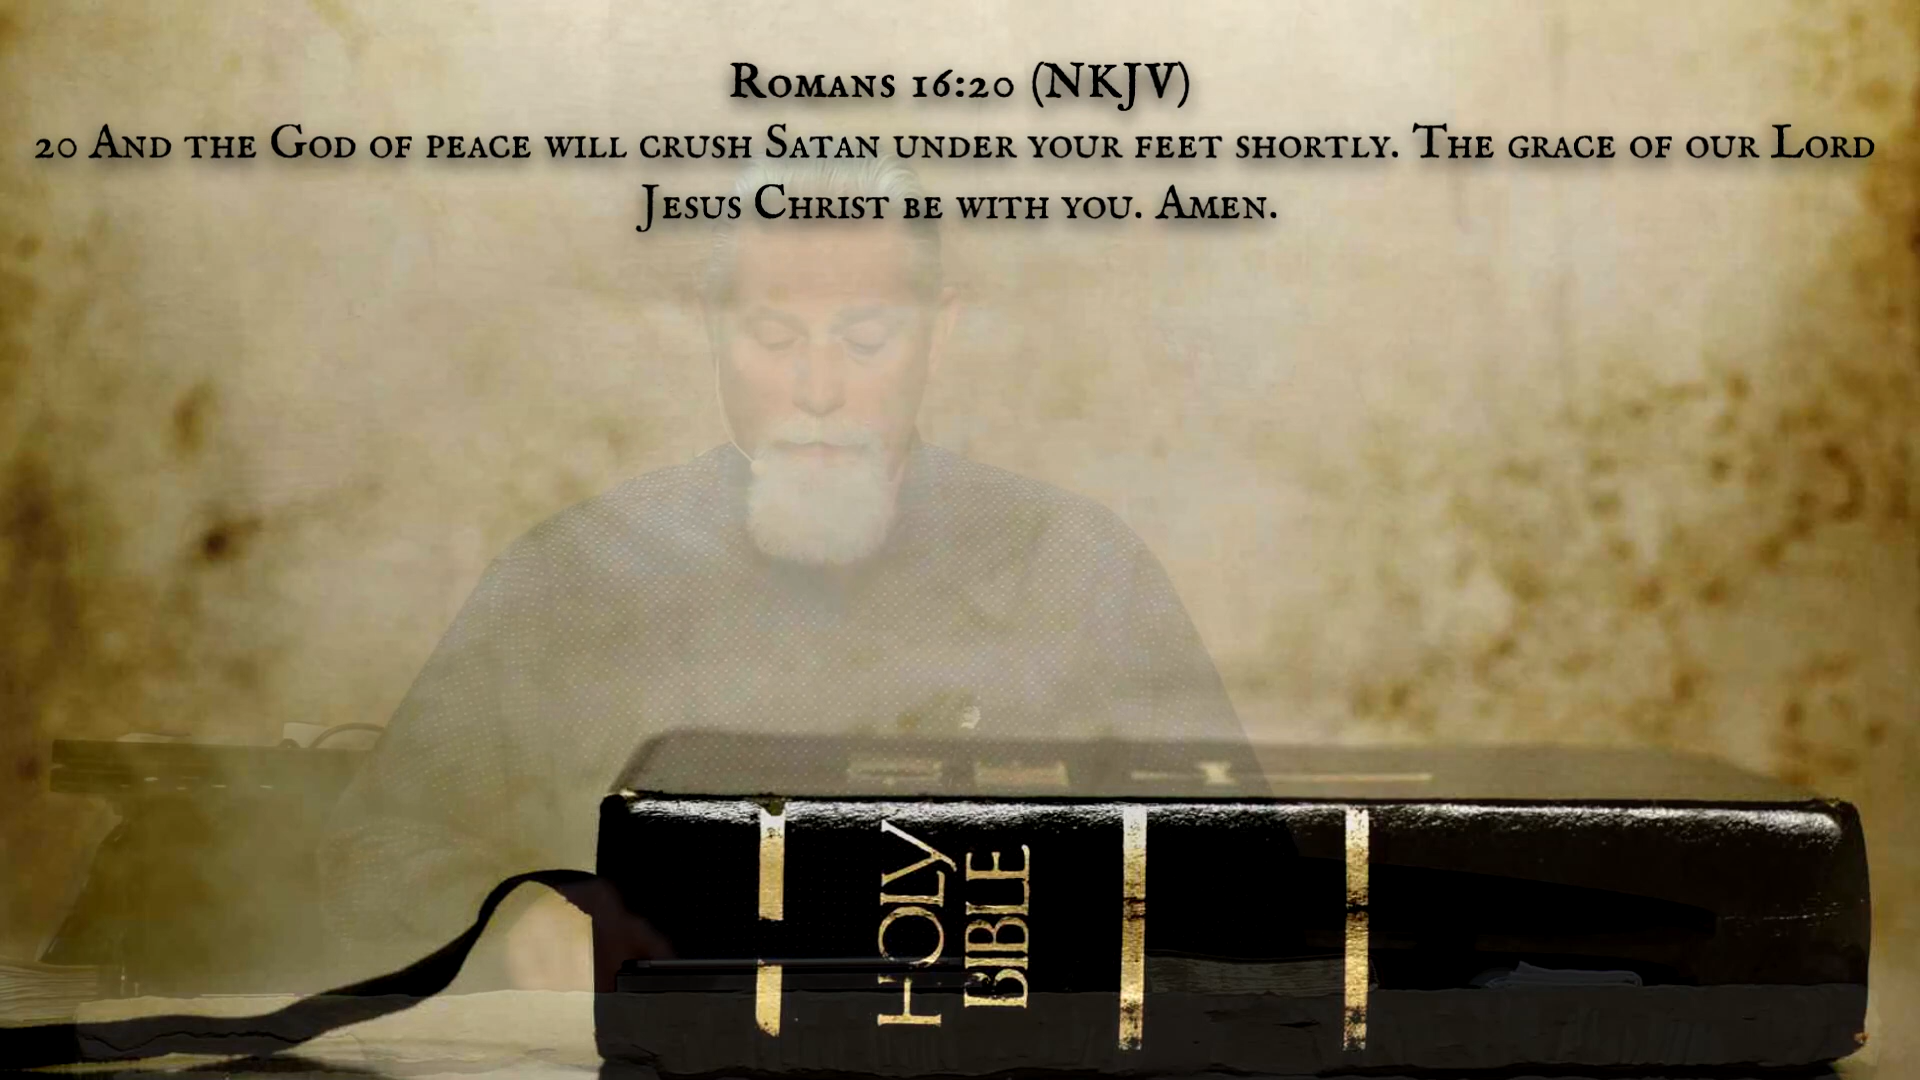 Romans 16:20 (NKJV)
20 And the God of peace will crush Satan under your feet shortly. The grace of our Lord
Jesus Christ be with you. Amen.
HOLY
BIBLE